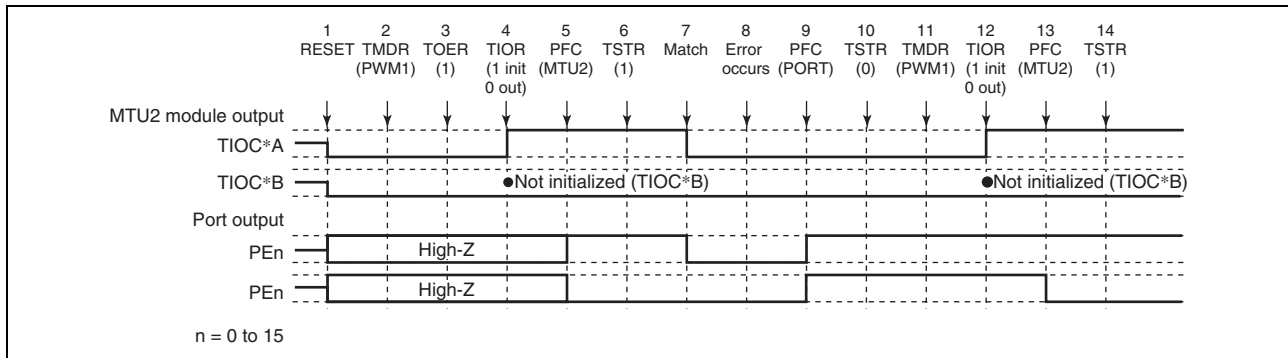 1 2 3 4 5 6 7 8 9 10 11 12 13 14
RESET TMDR TOER TIOR PFC TSTR Match Error PFC TSTR TMDR TIOR PFC TSTR
(PWM1) (1) (1 init (MTU2) (1) occurs (PORT) (0) (PWM1) (1 init (MTU2) (1)
0 out) 0 out)
MTU2 module output
TIOC*A
TIOC*B ●Not initialized (TIOC*B) ●Not initialized (TIOC*B)
Port output
PEn High-Z
PEn High-Z
n = 0 to 15